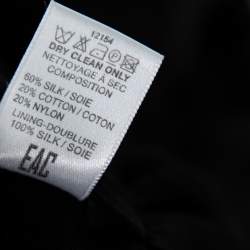 12154
DRY CLEAN ONLY
NETTOYAGE A SEC
COMPOSITION
60% SILK / SOIE
20% COTTON / COTON
20% NYLON
LINING-DOUBLURE
100% SILK / SOIE
EAC